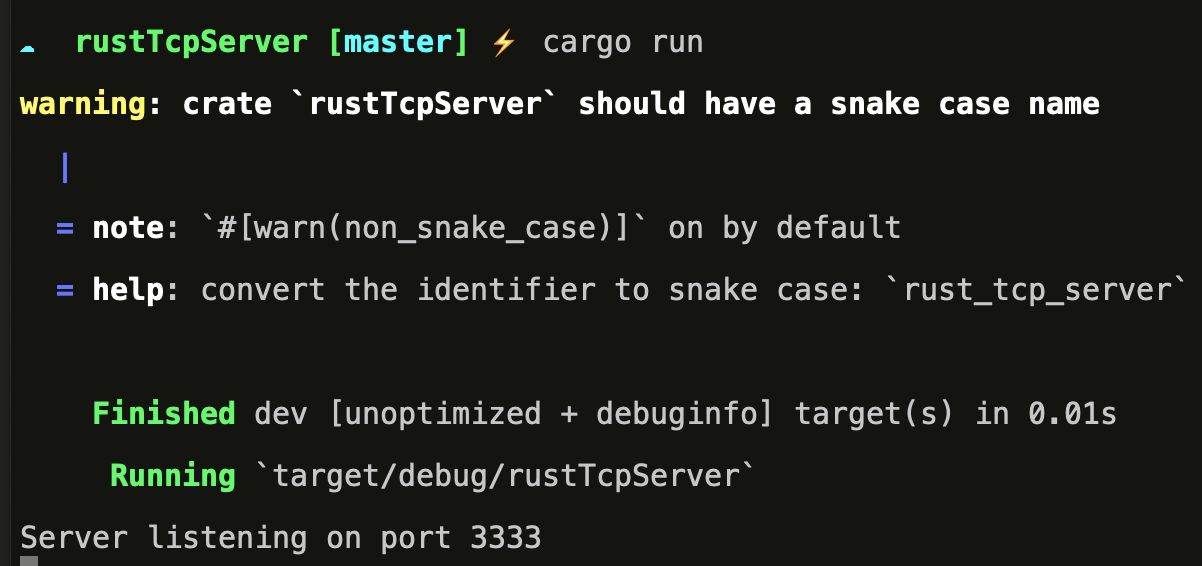 ☁ rustTcpServer [master] ⚡ cargo run
warning: crate `rustTcpServer` should have a snake case name
|
= note: `#[warn(non_snake_case)]` on by default
= help: convert the identifier to snake case: `rust_tcp_server`
Finished dev [unoptimized + debuginfo] target(s) in 0.01s
Running `target/debug/rustTcpServer`
Server listening on port 3333